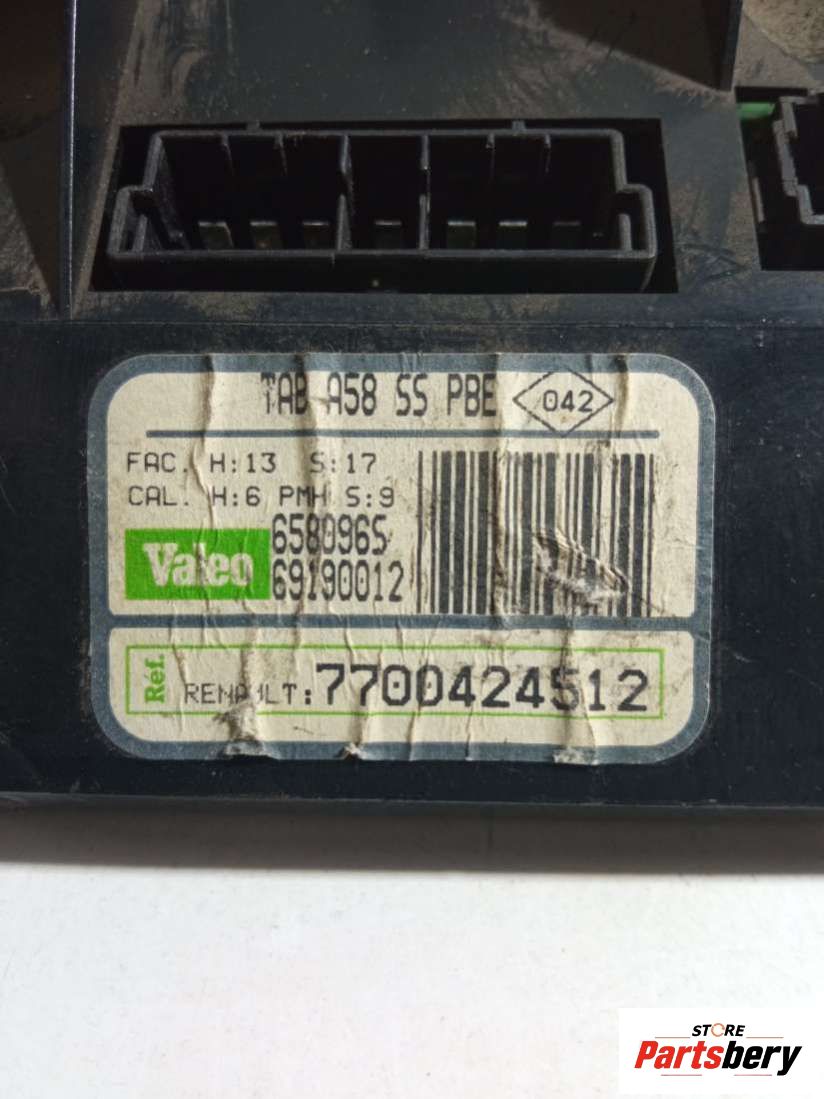 TAB A58 SS PBE 042
FAC. H:13 S:17
CAL. H:6 PMH S:9
Valeo
658096S
69190012
Réf. RENAULT: 7700424512
STORE
Partsbery